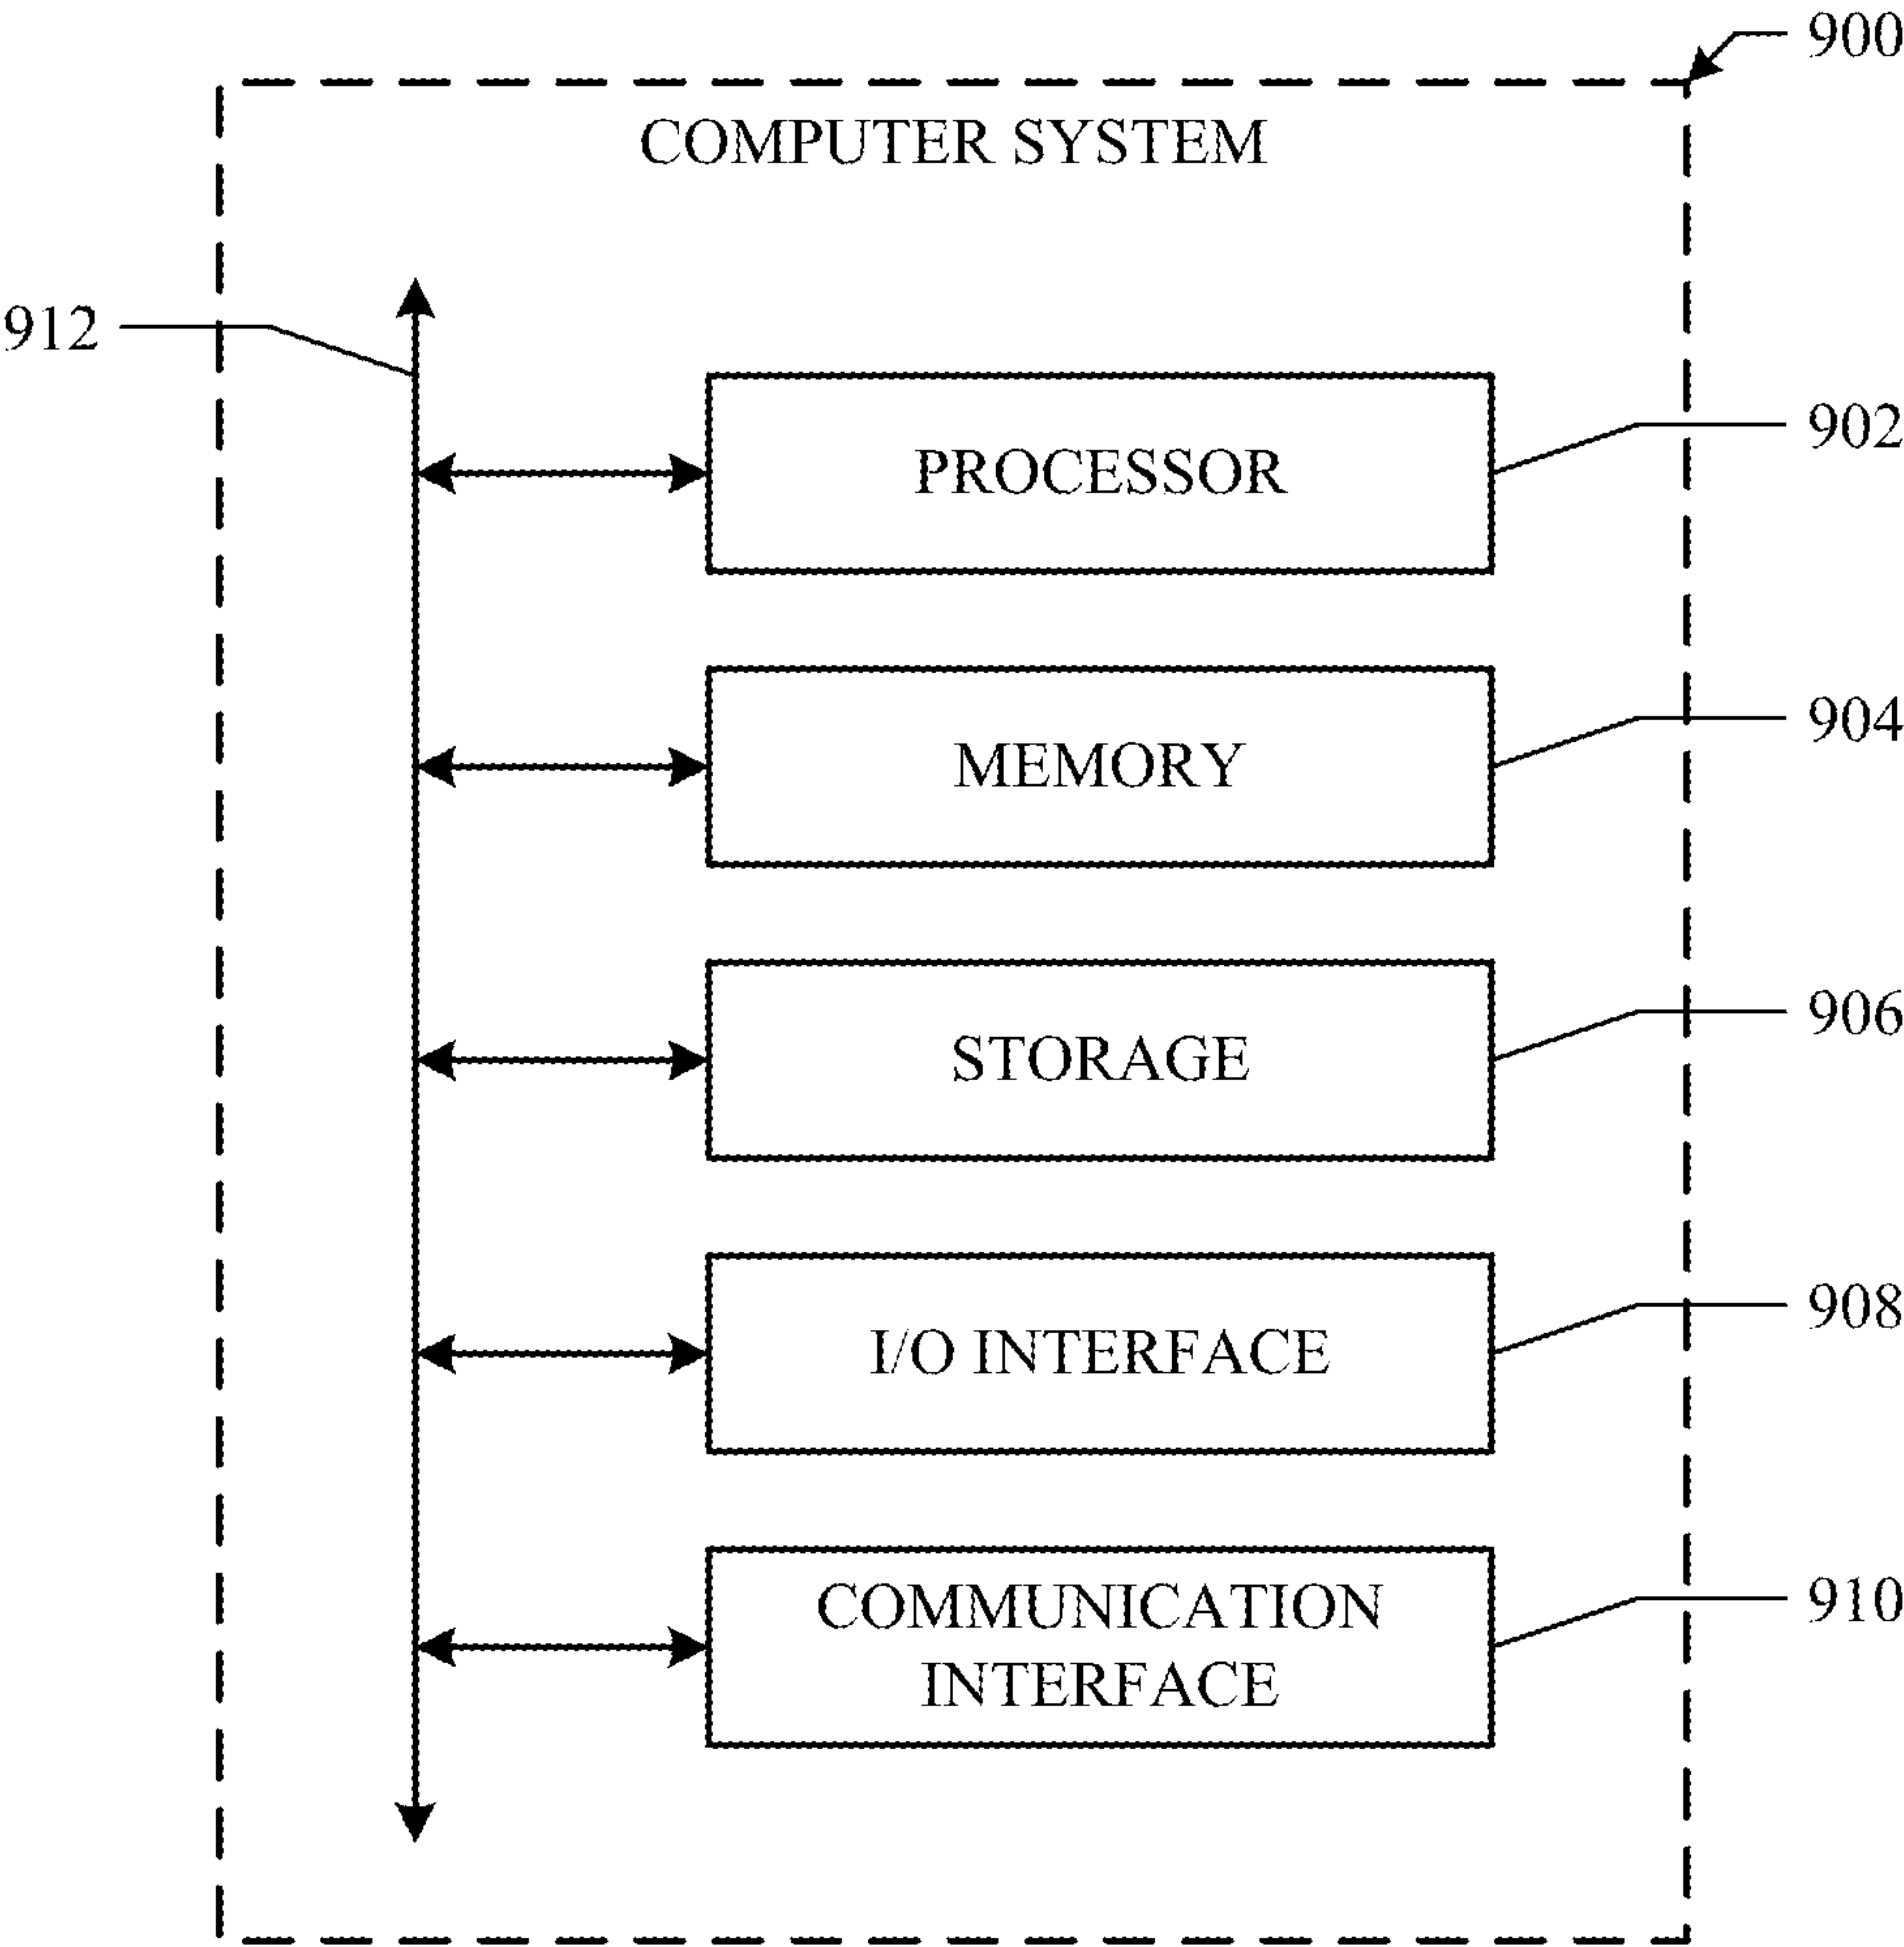 900
COMPUTER SYSTEM
912
902
PROCESSOR
904
MEMORY
906
STORAGE
908
I/O INTERFACE
910
COMMUNICATION
INTERFACE